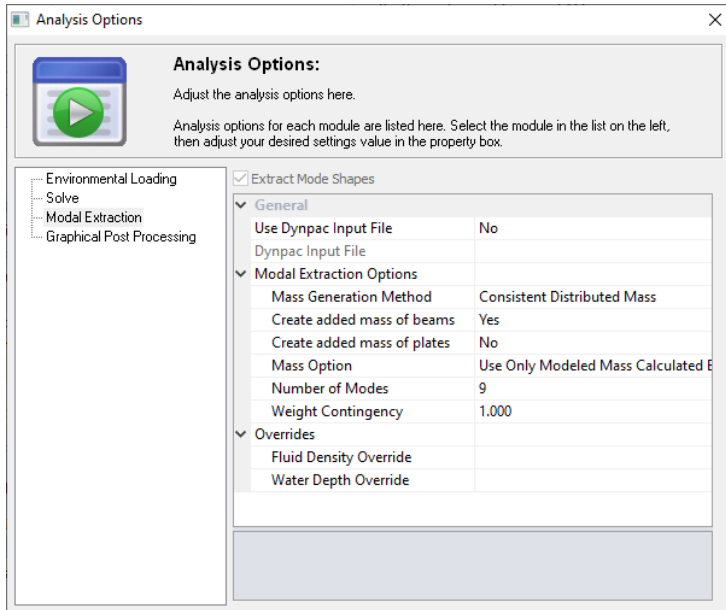 Analysis Options
Analysis Options:
Adjust the analysis options here.
Analysis options for each module are listed here. Select the module in the list on the left,
then adjust your desired settings value in the property box.
Environmental Loading
Solve
Modal Extraction
Graphical Post Processing
Extract Mode Shapes
General
Use Dynpac Input File No
Dynpac Input File
Modal Extraction Options
Mass Generation Method Consistent Distributed Mass
Create added mass of beams Yes
Create added mass of plates No
Mass Option Use Only Modeled Mass Calculated
Number of Modes 9
Weight Contingency 1.000
Overrides
Fluid Density Override
Water Depth Override